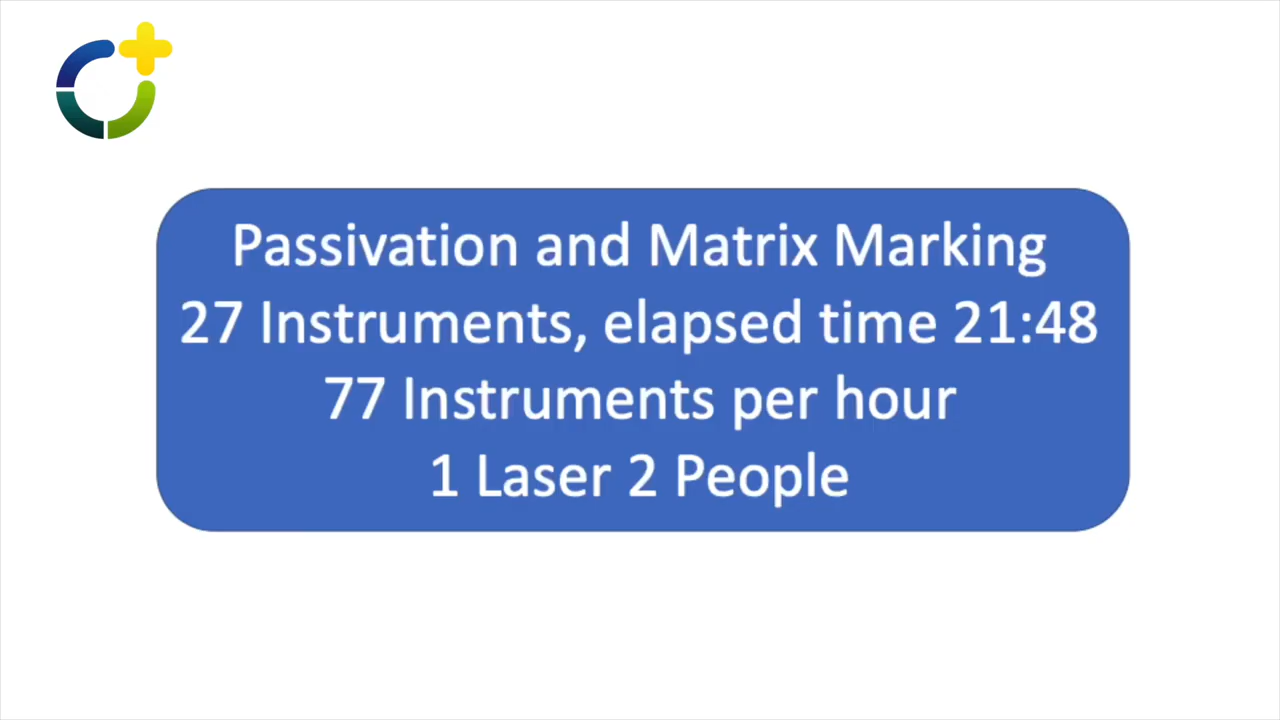 Passivation and Matrix Marking
27 Instruments, elapsed time 21:48
77 Instruments per hour
1 Laser 2 People